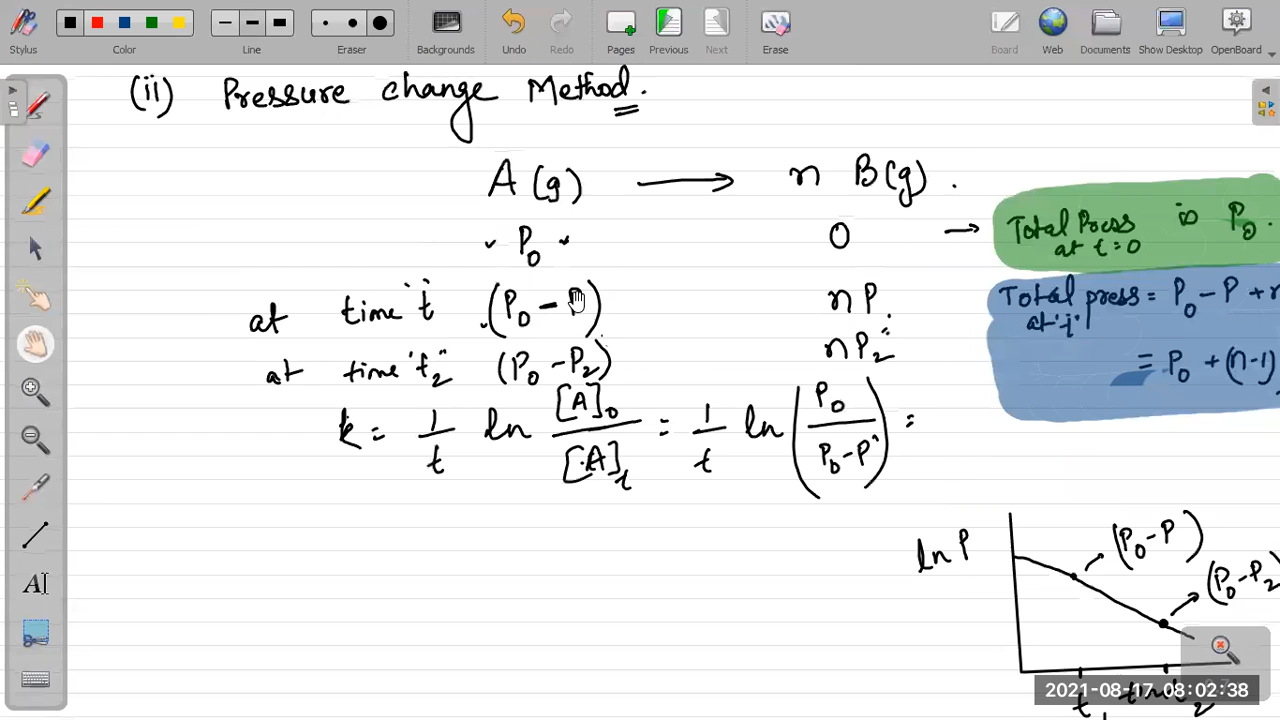 Stylus Color Line Eraser Backgrounds Undo Redo Pages Previous Next Erase Board Web Documents Show Desktop OpenBoard
(ii) Pressure change Method.
A (g) → n B(g).
P₀ 0 → Total Press is P₀.
at t=0
at time 't' (P₀ - P) nP. Total press = P₀ - P + n
at 't'
at time 't₂" (P₀ - P₂) nP₂ = P₀ + (n-1)
k = 1/t ln [A]₀/[A]t = 1/t ln (P₀/(P₀-P)) =
ln P (P₀ - P)
(P₀ - P₂)
t₁ time t₂
2021-08-17 08:02:38